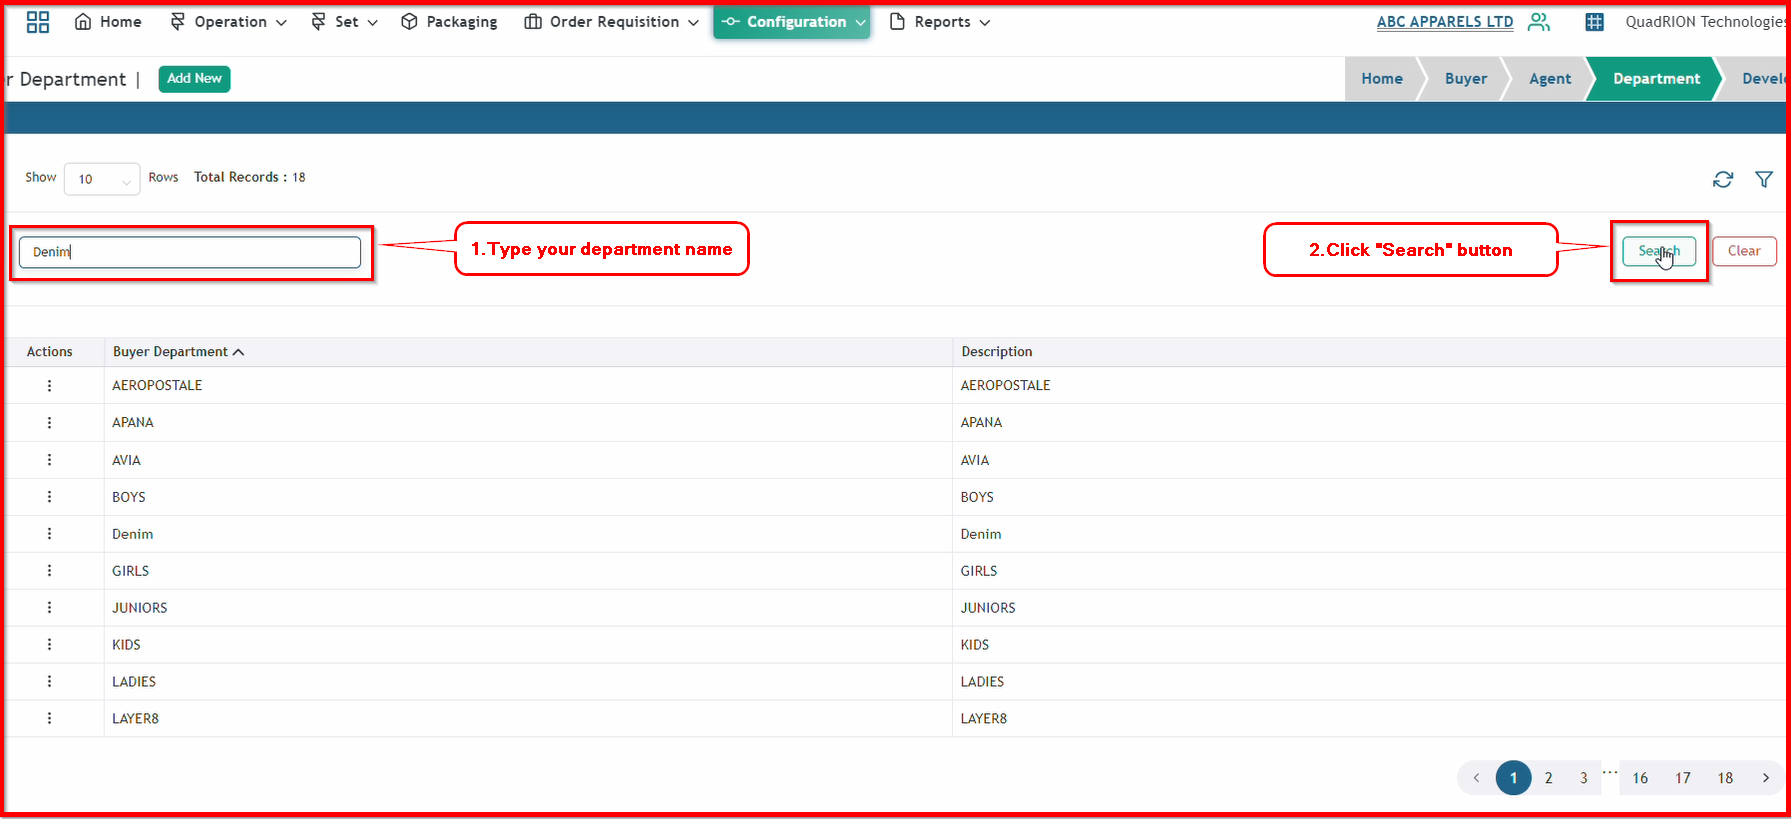 Home Operation Set Packaging Order Requisition Configuration Reports ABC APPARELS LTD QuadRION Technologies
r Department | Add New Home Buyer Agent Department Develo
Show 10 Rows Total Records : 18
Denim 1.Type your department name 2.Click "Search" button Search Clear
Actions Buyer Department Description
AEROPOSTALE AEROPOSTALE
APANA APANA
AVIA AVIA
BOYS BOYS
Denim Denim
GIRLS GIRLS
JUNIORS JUNIORS
KIDS KIDS
LADIES LADIES
LAYER8 LAYER8
< 1 2 3 ... 16 17 18 >